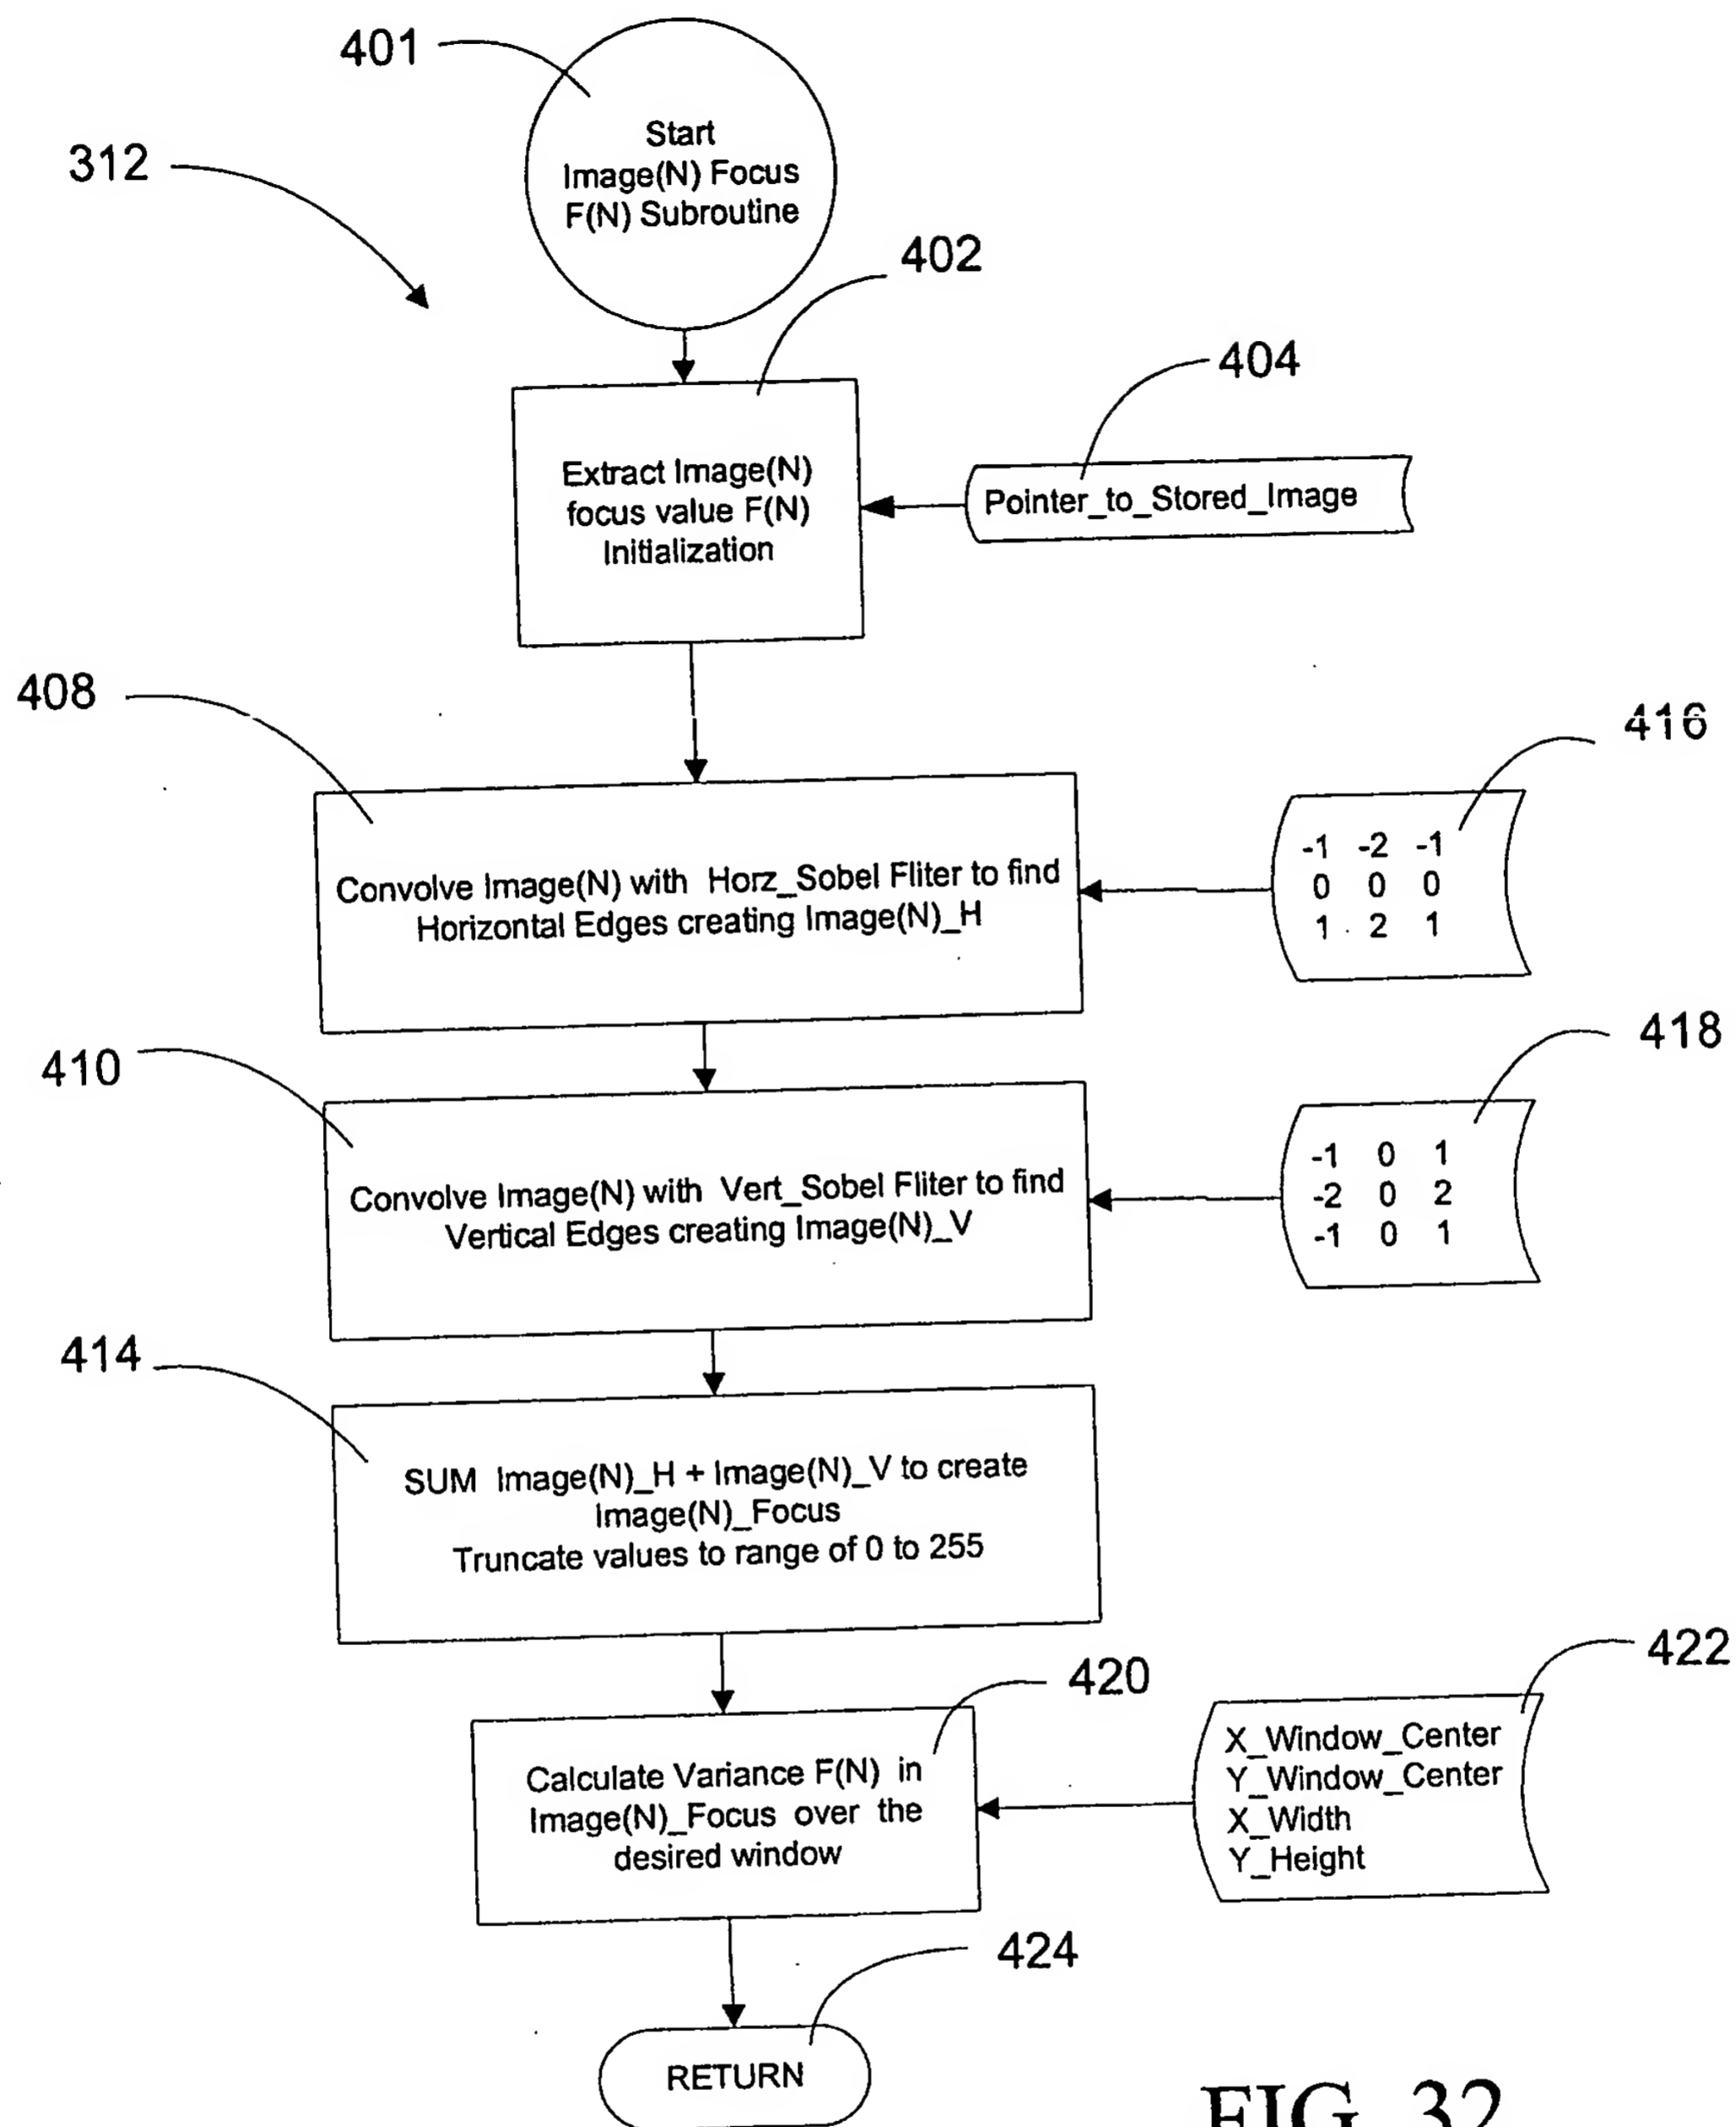 401
Start
Image(N) Focus
F(N) Subroutine
312
402
404
Extract Image(N)
focus value F(N)
Initialization
Pointer_to_Stored_Image
408
416
Convolve Image(N) with Horz_Sobel Fliter to find
Horizontal Edges creating Image(N)_H
-1 -2 -1
0 0 0
1 2 1
410
418
Convolve Image(N) with Vert_Sobel Fliter to find
Vertical Edges creating Image(N)_V
-1 0 1
-2 0 2
-1 0 1
414
SUM Image(N)_H + Image(N)_V to create
Image(N)_Focus
Truncate values to range of 0 to 255
420
422
Calculate Variance F(N) in
Image(N)_Focus over the
desired window
X_Window_Center
Y_Window_Center
X_Width
Y_Height
424
RETURN
FIG. 32